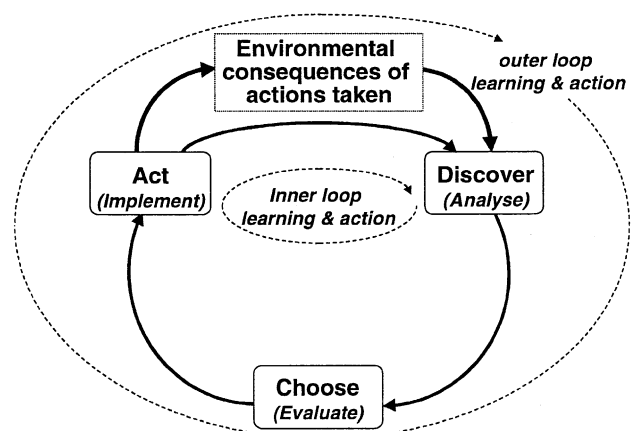 Environmental
consequences of
actions taken
outer loop
learning & action
Act
(Implement)
Discover
(Analyse)
Inner loop
learning & action
Choose
(Evaluate)